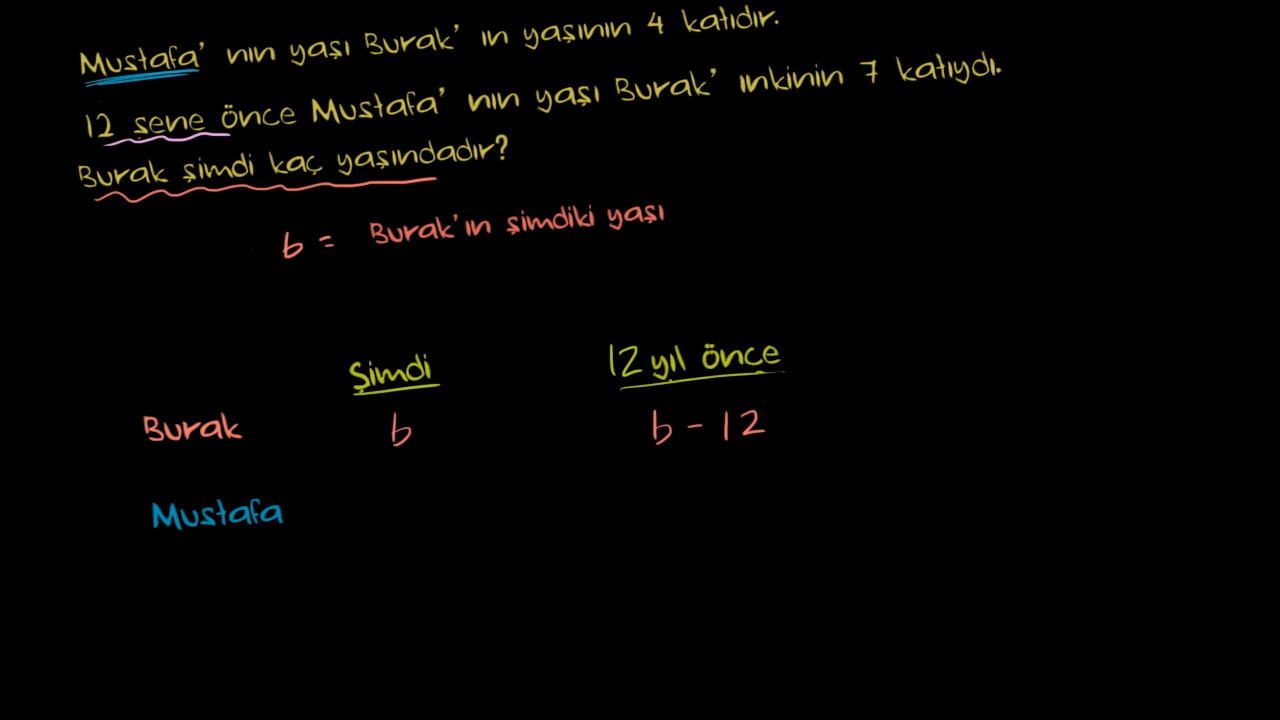 Mustafa' nın yaşı Burak' ın yaşının 4 katıdır.
12 sene önce Mustafa' nın yaşı Burak' ınkinin 7 katıydı.
Burak şimdi kaç yaşındadır?
b = Burak'ın şimdiki yaşı
Şimdi 12 yıl önce
Burak b b - 12
Mustafa